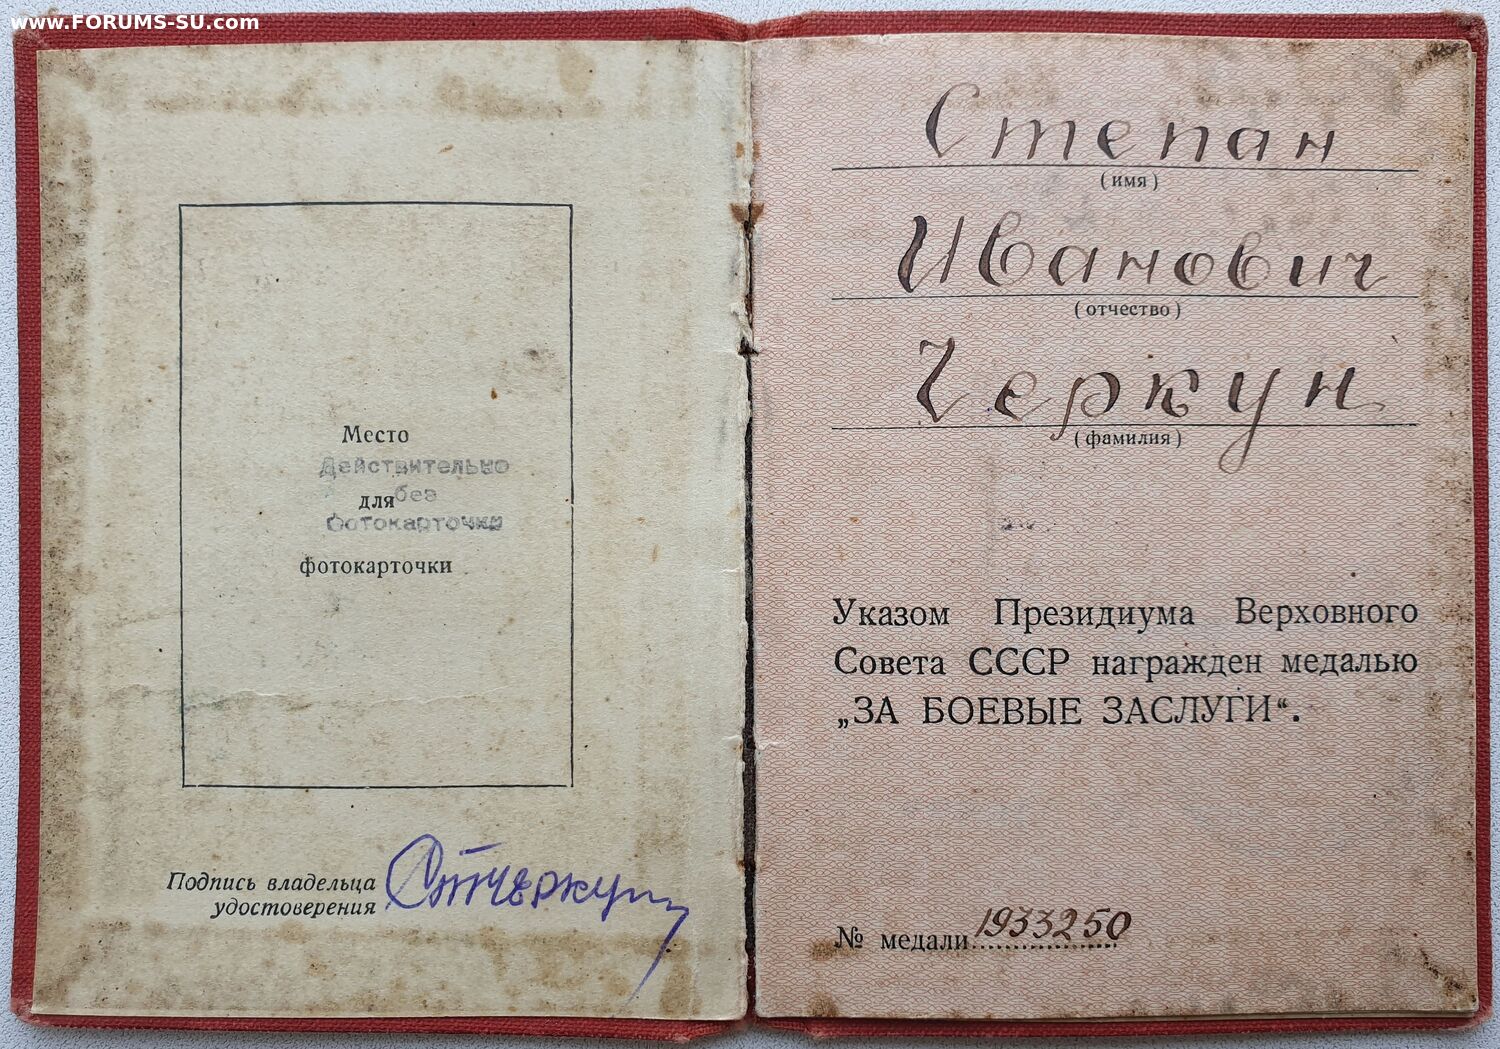 www.FORUMS-SU.com
Место
Действительно
для без
фотокарточки
фотокарточки
Подпись владельца
удостоверения
СтЧеркун
Степан
(имя)
Иванович
(отчество)
Черкун
(фамилия)
Указом Президиума Верховного
Совета СССР награжден медалью
„ЗА БОЕВЫЕ ЗАСЛУГИ“.
№ медали 1933250